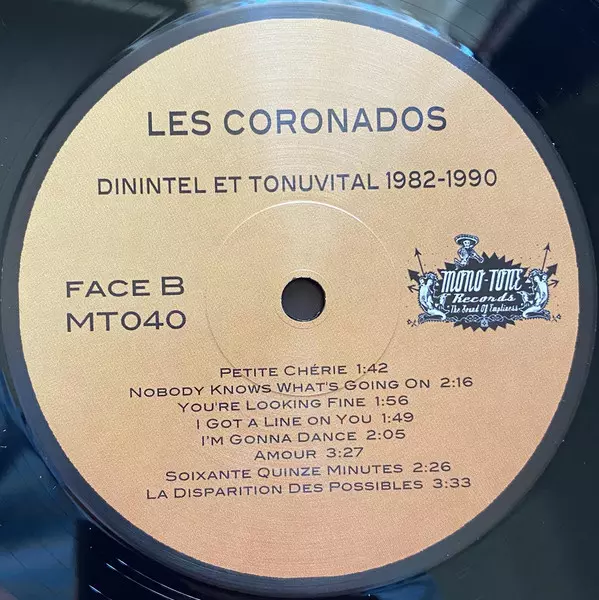 LES CORONADOS
DININTEL ET TONUVITAL 1982-1990
FACE B
MT040
MONO-TONE
Records
The Sound Of Emptiness
PETITE CHÉRIE 1:42
NOBODY KNOWS WHAT'S GOING ON 2:16
YOU'RE LOOKING FINE 1:56
I GOT A LINE ON YOU 1:49
I'M GONNA DANCE 2:05
AMOUR 3:27
SOIXANTE QUINZE MINUTES 2:26
LA DISPARITION DES POSSIBLES 3:33